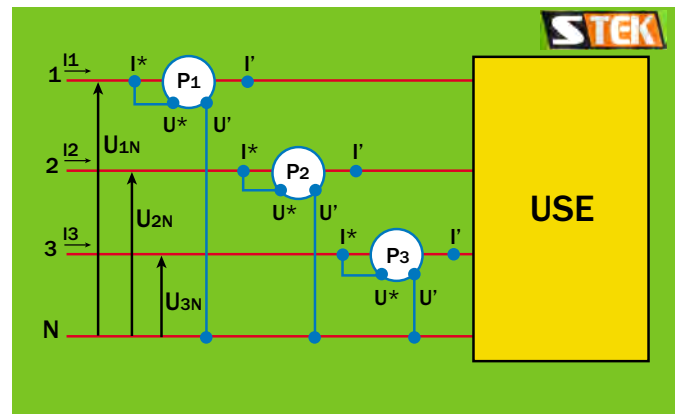 STEK
I1
1
I*
P1
I'
U*
U'
U1N
I2
2
I*
P2
I'
U*
U'
U2N
USE
I3
3
I*
P3
I'
U*
U'
U3N
N